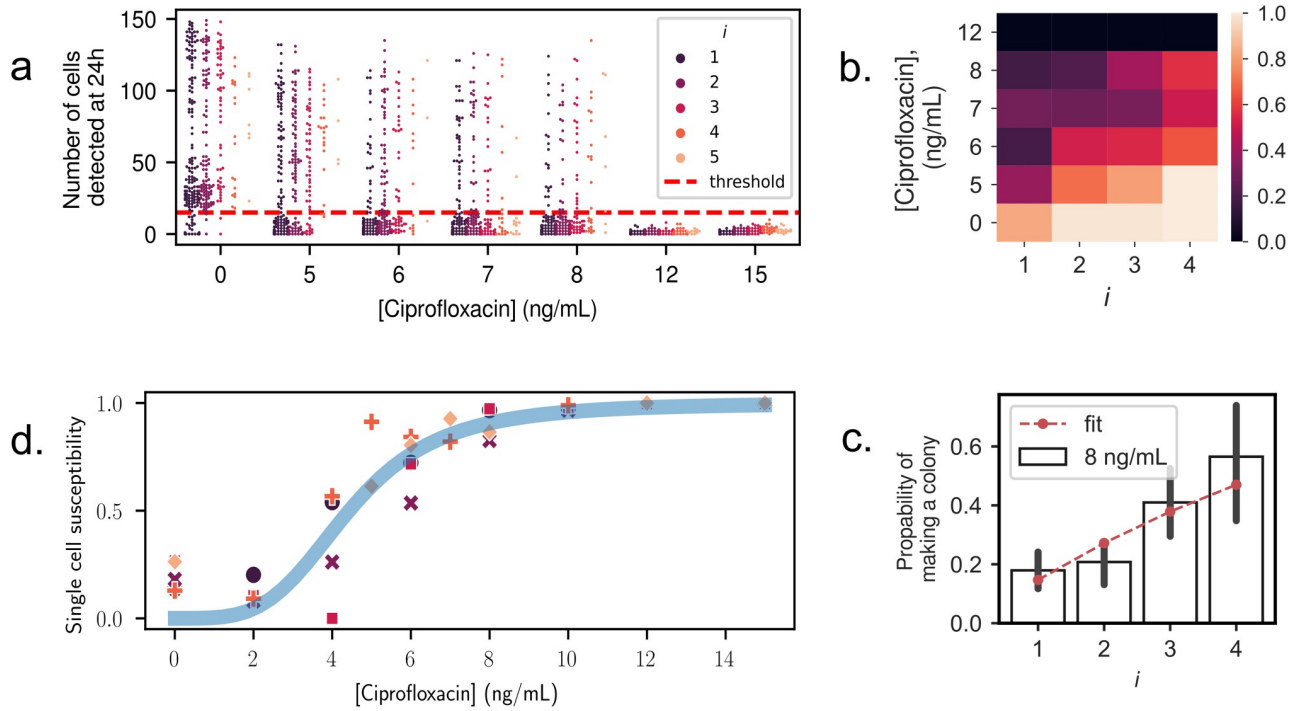 a
Number of cells
detected at 24h
150
100
50
0
i
1
2
3
4
5
threshold
0 5 6 7 8 12 15
[Ciprofloxacin] (ng/mL)
b.
[Ciprofloxacin],
(ng/mL)
12
8
7
6
5
0
1 2 3 4
i
1.0
0.8
0.6
0.4
0.2
0.0
d.
Single cell susceptibility
1.0
0.5
0.0
0 2 4 6 8 10 12 14
[Ciprofloxacin] (ng/mL)
c.
Propability of
making a colony
0.6
0.4
0.2
0.0
fit
8 ng/mL
1 2 3 4
i